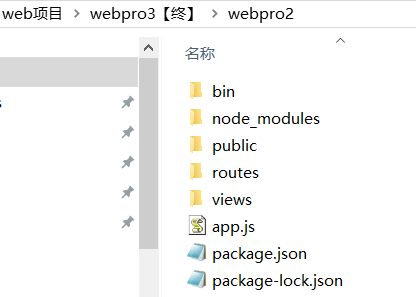 web项目 > webpro3【终】 > webpro2
名称
bin
node_modules
public
routes
views
app.js
package.json
package-lock.json